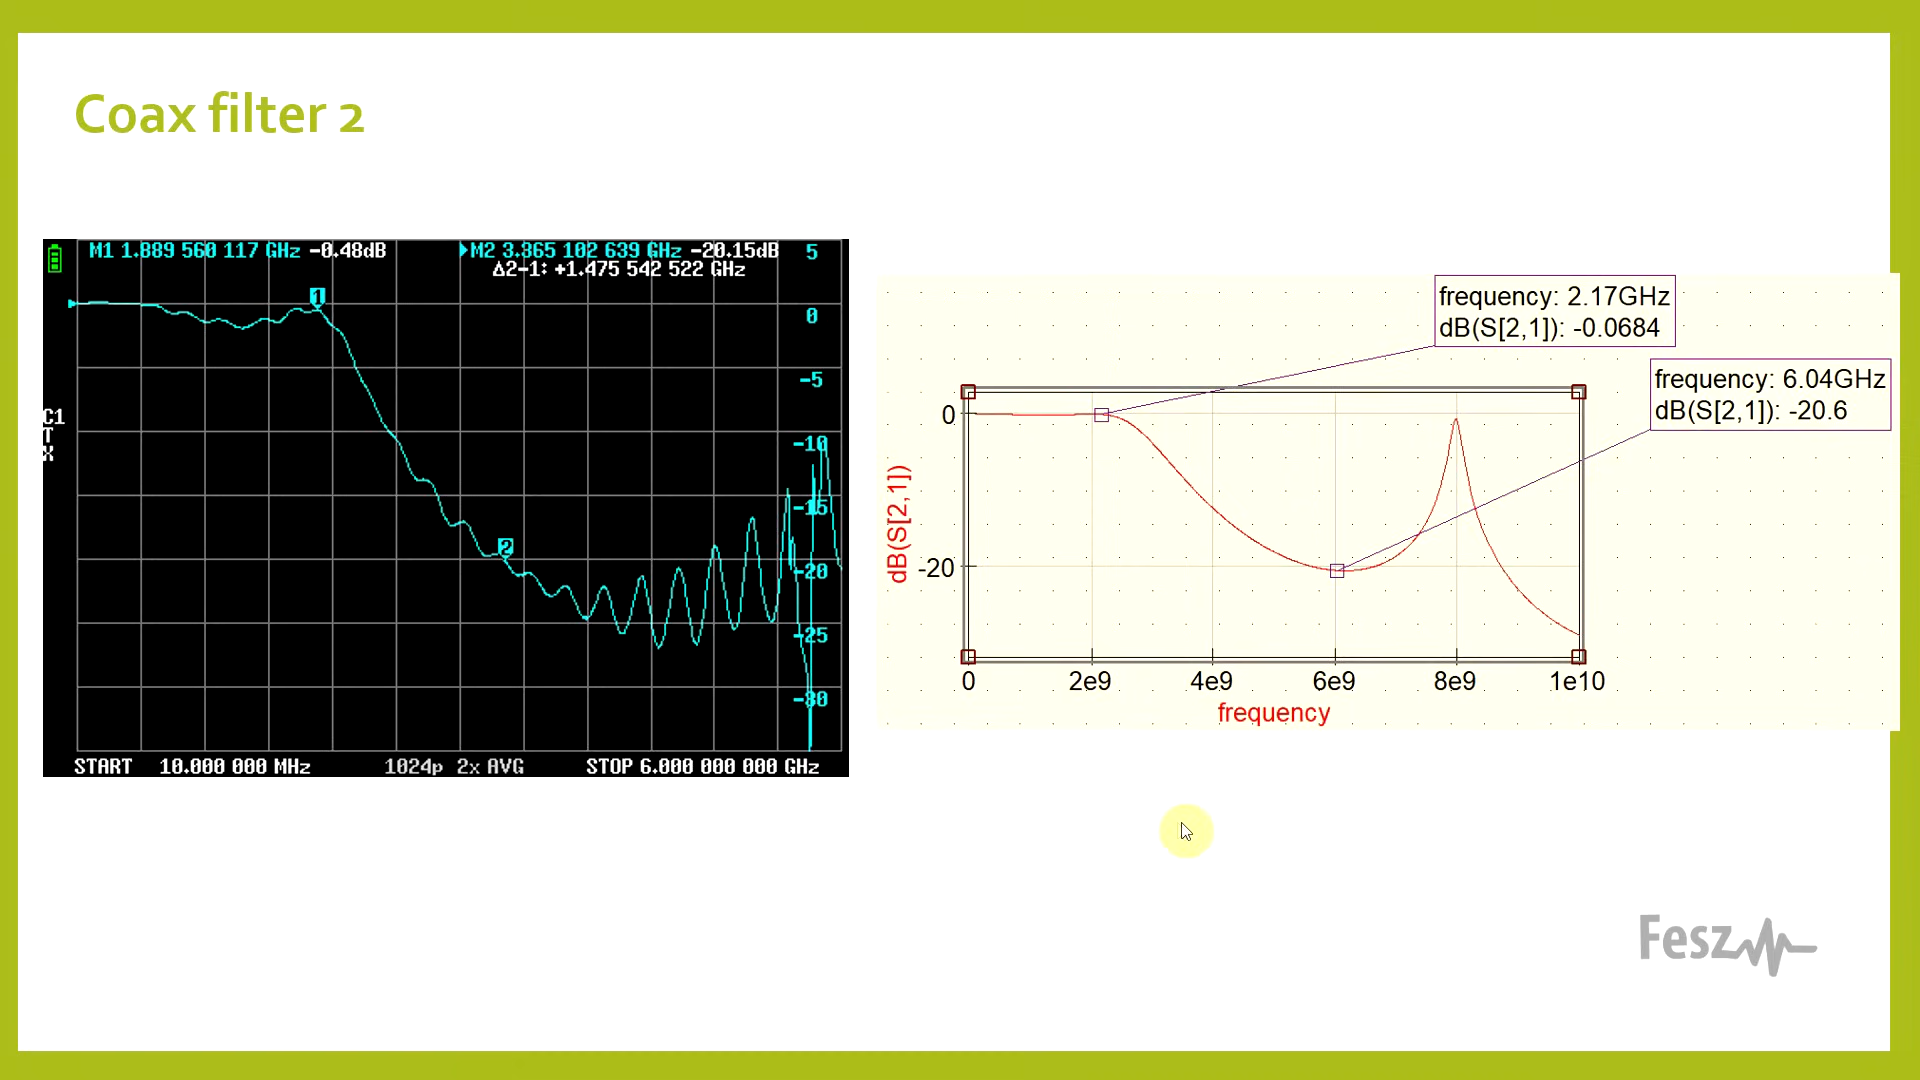 Coax filter 2
M1 1.889 560 117 GHz -0.48dB
M2 3.365 102 639 GHz -20.15dB
Δ2-1: +1.475 542 522 GHz
5
0
-5
-10
-15
-20
-25
-30
C1
T
X
1
2
START 10.000 000 MHz
1024p 2x AVG
STOP 6.000 000 000 GHz
frequency: 2.17GHz
dB(S[2,1]): -0.0684
frequency: 6.04GHz
dB(S[2,1]): -20.6
dB(S[2,1])
0
-20
0
2e9
4e9
6e9
8e9
1e10
frequency
Fesz